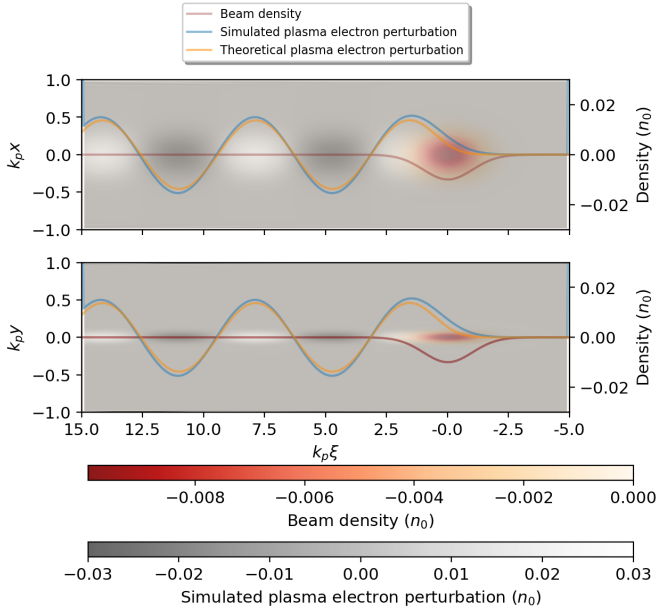 Beam density
Simulated plasma electron perturbation
Theoretical plasma electron perturbation
1.0
0.5
0.0
−0.5
−1.0
k_p x
0.02
0.00
−0.02
Density (n_0)
1.0
0.5
0.0
−0.5
−1.0
k_p y
0.02
0.00
−0.02
Density (n_0)
15.0 12.5 10.0 7.5 5.0 2.5 -0.0 -2.5 -5.0
k_p ξ
−0.008 −0.006 −0.004 −0.002 0.000
Beam density (n_0)
−0.03 −0.02 −0.01 0.00 0.01 0.02 0.03
Simulated plasma electron perturbation (n_0)